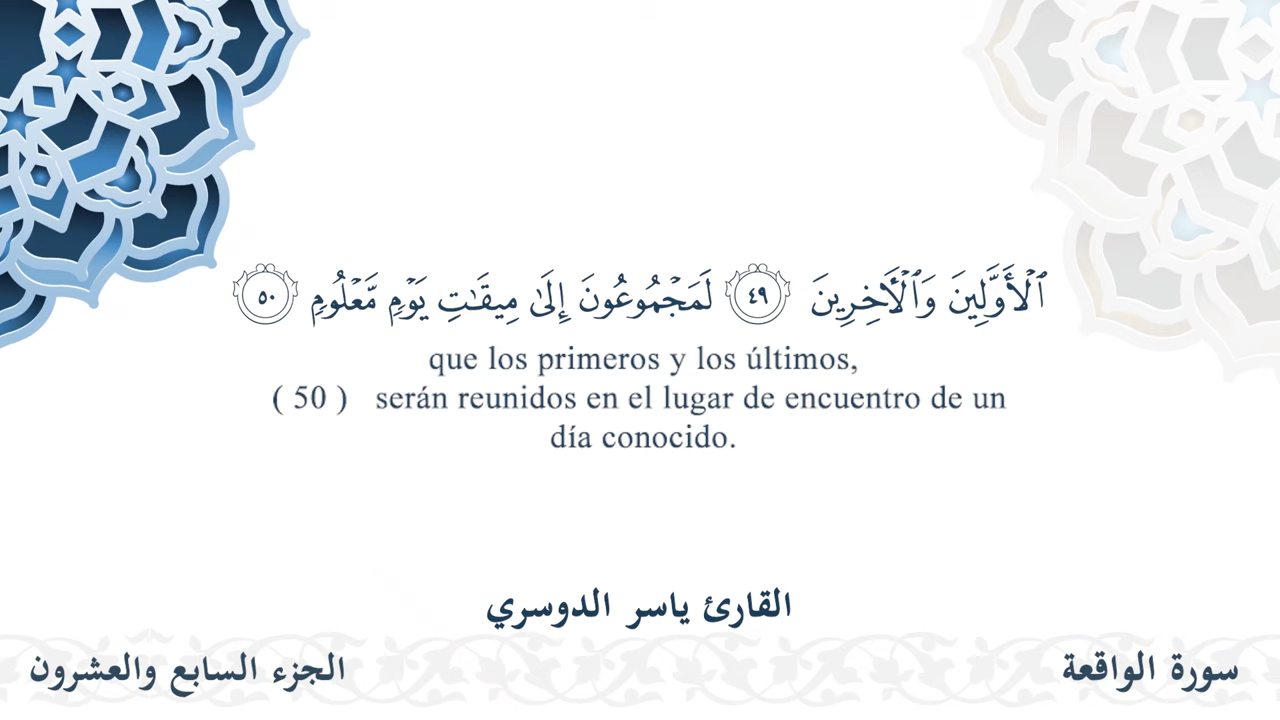 ٱلۡأَوَّلِينَ وَٱلۡأٓخِرِينَ ٤٩ لَمَجۡمُوعُونَ إِلَىٰ مِيقَٰتِ يَوۡمٖ مَّعۡلُومٖ ٥٠
que los primeros y los últimos,
( 50 ) serán reunidos en el lugar de encuentro de un
día conocido.
القارئ ياسر الدوسري
سورة الواقعة
الجزء السابع والعشرون